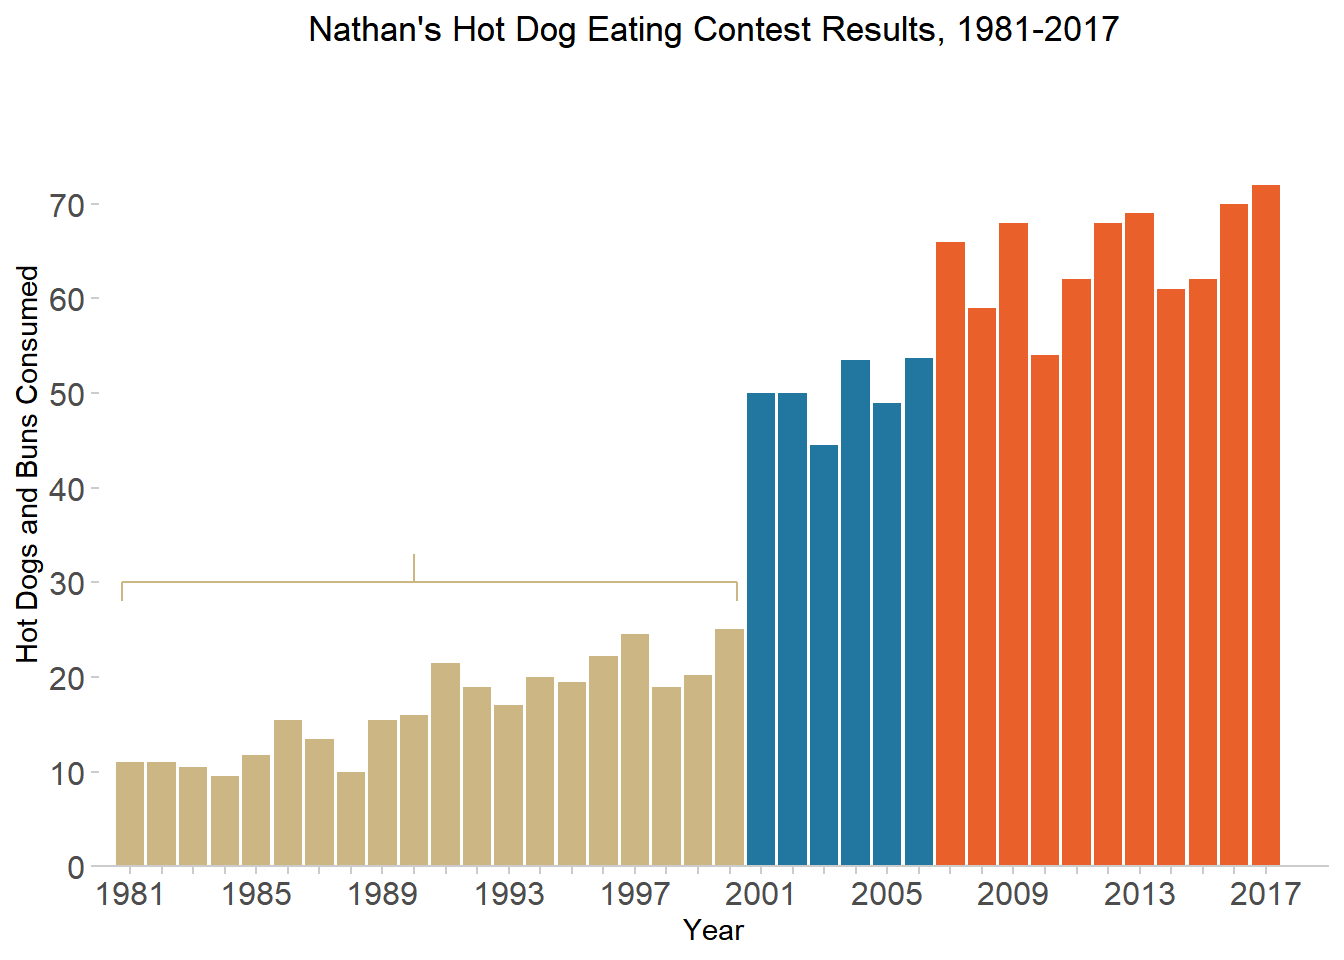 Nathan's Hot Dog Eating Contest Results, 1981-2017
Hot Dogs and Buns Consumed
70
60
50
40
30
20
10
0
1981 1985 1989 1993 1997 2001 2005 2009 2013 2017
Year